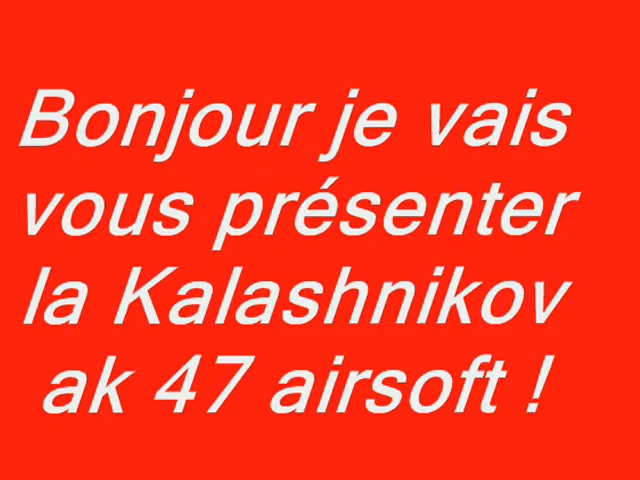 Bonjour je vais
vous présenter
la Kalashnikov
ak 47 airsoft !